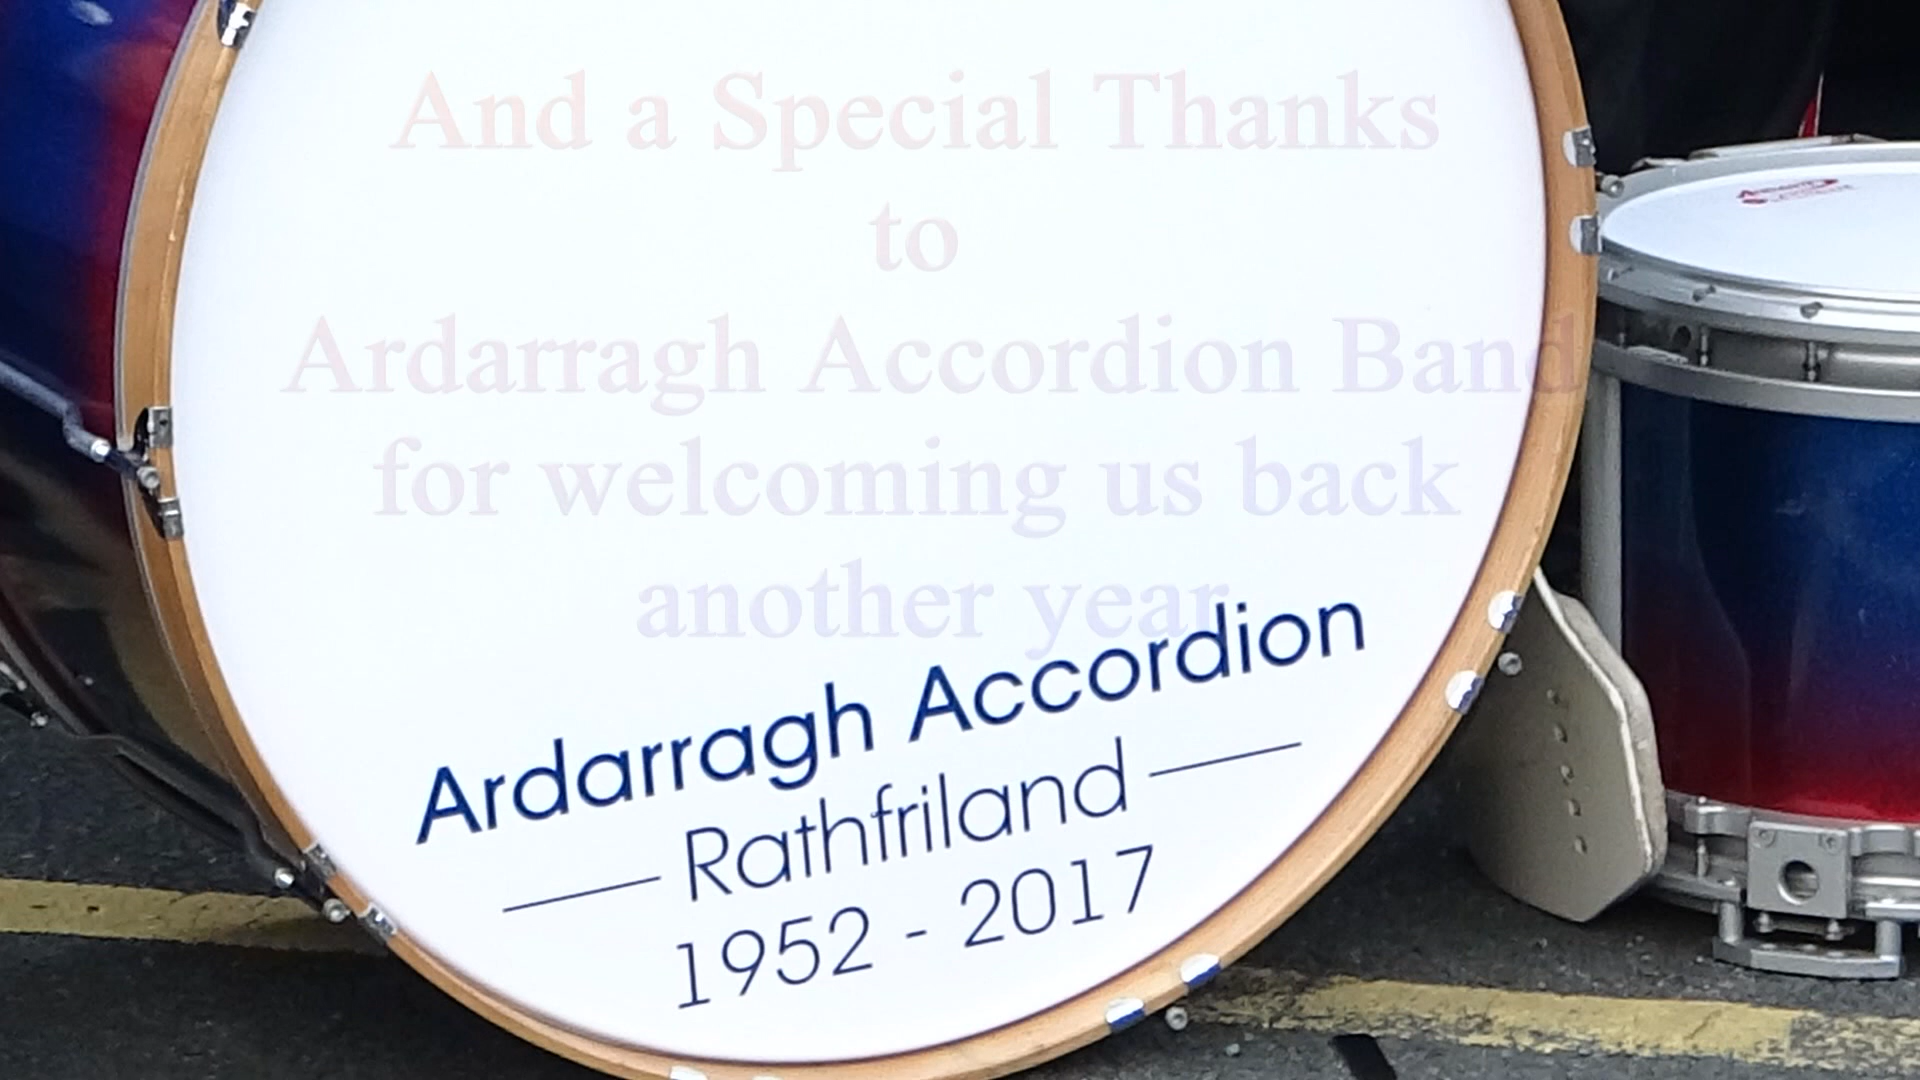 And a Special Thanks
to
Ardarragh Accordion Band
for welcoming us back
another year
Ardarragh Accordion
Rathfriland
1952 - 2017